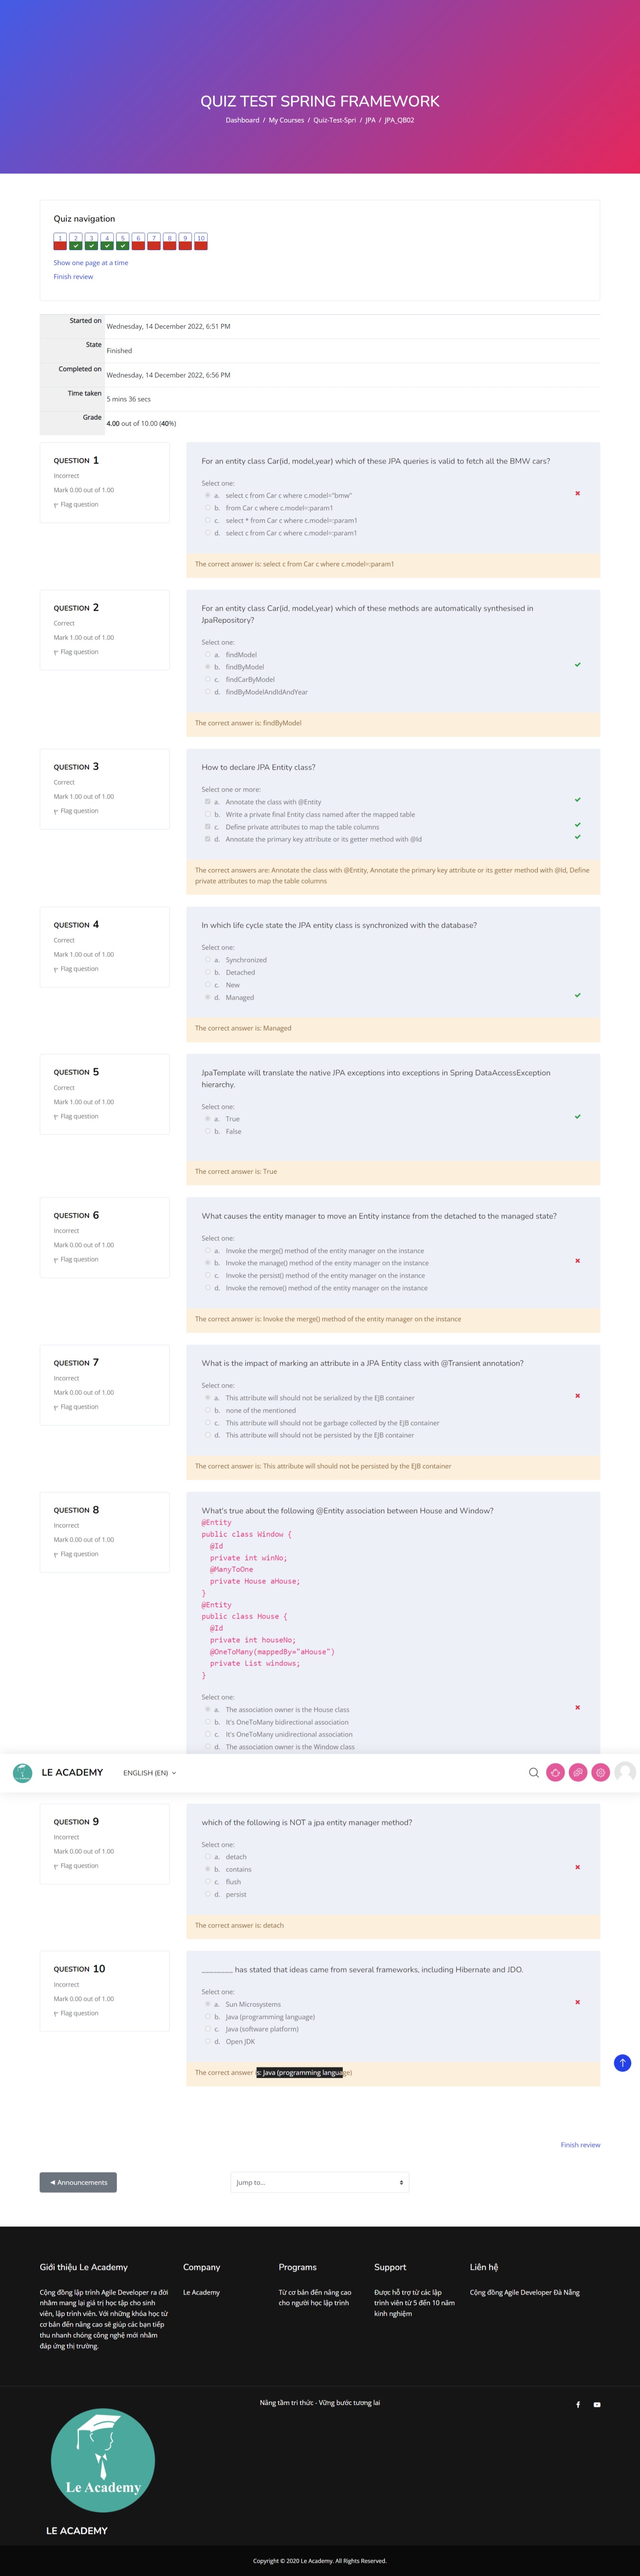 QUIZ TEST SPRING FRAMEWORK
Dashboard / My Courses / Quiz-Test-Spri / JPA / JPA_QB02
Quiz navigation
1 2 3 4 5 6 7 8 9 10
Show one page at a time
Finish review
Started on Wednesday, 14 December 2022, 6:51 PM
State Finished
Completed on Wednesday, 14 December 2022, 6:56 PM
Time taken 5 mins 36 secs
Grade 4.00 out of 10.00 (40%)
QUESTION 1
Incorrect
Mark 0.00 out of 1.00
Flag question
For an entity class Car(id, model,year) which of these JPA queries is valid to fetch all the BMW cars?
Select one:
a. select c from Car c where c.model="bmw"
b. from Car c where c.model=:param1
c. select * from Car c where c.model=:param1
d. select c from Car c where c.model=:param1
The correct answer is: select c from Car c where c.model=:param1
QUESTION 2
Correct
Mark 1.00 out of 1.00
Flag question
For an entity class Car(id, model,year) which of these methods are automatically synthesised in
JpaRepository?
Select one:
a. findModel
b. findByModel
c. findCarByModel
d. findByModelAndIdAndYear
The correct answer is: findByModel
QUESTION 3
Correct
Mark 1.00 out of 1.00
Flag question
How to declare JPA Entity class?
Select one or more:
a. Annotate the class with @Entity
b. Write a private final Entity class named after the mapped table
c. Define private attributes to map the table columns
d. Annotate the primary key attribute or its getter method with @Id
The correct answers are: Annotate the class with @Entity, Annotate the primary key attribute or its getter method with @Id, Define
private attributes to map the table columns
QUESTION 4
Correct
Mark 1.00 out of 1.00
Flag question
In which life cycle state the JPA entity class is synchronized with the database?
Select one:
a. Synchronized
b. Detached
c. New
d. Managed
The correct answer is: Managed
QUESTION 5
Correct
Mark 1.00 out of 1.00
Flag question
JpaTemplate will translate the native JPA exceptions into exceptions in Spring DataAccessException
hierarchy.
Select one:
a. True
b. False
The correct answer is: True
QUESTION 6
Incorrect
Mark 0.00 out of 1.00
Flag question
What causes the entity manager to move an Entity instance from the detached to the managed state?
Select one:
a. Invoke the merge() method of the entity manager on the instance
b. Invoke the manage() method of the entity manager on the instance
c. Invoke the persist() method of the entity manager on the instance
d. Invoke the remove() method of the entity manager on the instance
The correct answer is: Invoke the merge() method of the entity manager on the instance
QUESTION 7
Incorrect
Mark 0.00 out of 1.00
Flag question
What is the impact of marking an attribute in a JPA Entity class with @Transient annotation?
Select one:
a. This attribute will should not be serialized by the EJB container
b. none of the mentioned
c. This attribute will should not be garbage collected by the EJB container
d. This attribute will should not be persisted by the EJB container
The correct answer is: This attribute will should not be persisted by the EJB container
QUESTION 8
Incorrect
Mark 0.00 out of 1.00
Flag question
What's true about the following @Entity association between House and Window?
@Entity
public class Window {
@Id
private int winNo;
@ManyToOne
private House aHouse;
}
@Entity
public class House {
@Id
private int houseNo;
@OneToMany(mappedBy="aHouse")
private List windows;
}
Select one:
a. The association owner is the House class
b. It's OneToMany bidirectional association
c. It's OneToMany unidirectional association
d. The association owner is the Window class
Le Academy
LE ACADEMY
ENGLISH (EN)
QUESTION 9
Incorrect
Mark 0.00 out of 1.00
Flag question
which of the following is NOT a jpa entity manager method?
Select one:
a. detach
b. contains
c. flush
d. persist
The correct answer is: detach
QUESTION 10
Incorrect
Mark 0.00 out of 1.00
Flag question
________ has stated that ideas came from several frameworks, including Hibernate and JDO.
Select one:
a. Sun Microsystems
b. Java (programming language)
c. Java (software platform)
d. Open JDK
The correct answer is: Java (programming language)
Finish review
◄ Announcements
Jump to...
Giới thiệu Le Academy
Cộng đồng lập trình Agile Developer ra đời
nhằm mang lại giá trị học tập cho sinh
viên, lập trình viên. Với những khóa học từ
cơ bản đến nâng cao sẽ giúp các bạn tiếp
thu nhanh chóng công nghệ mới nhằm
đáp ứng thị trường.
Company
Le Academy
Programs
Từ cơ bản đến nâng cao
cho người học lập trình
Support
Được hỗ trợ từ các lập
trình viên từ 5 đến 10 năm
kinh nghiệm
Liên hệ
Cộng đồng Agile Developer Đà Nẵng
Nâng tầm tri thức - Vững bước tương lai
Le Academy
LE ACADEMY
Copyright © 2020 Le Academy. All Rights Reserved.